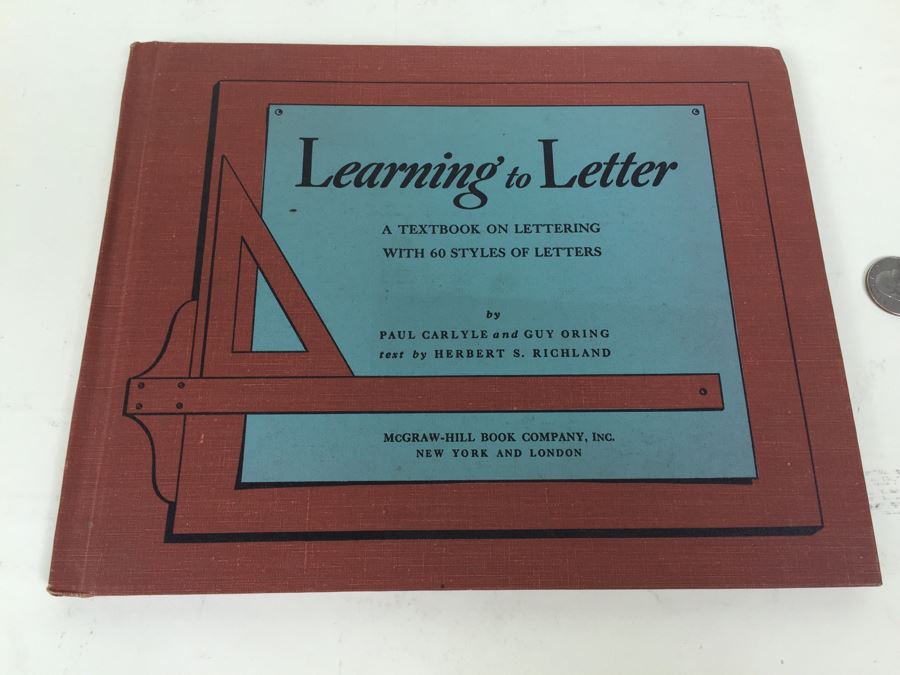 Learning to Letter
A TEXTBOOK ON LETTERING
WITH 60 STYLES OF LETTERS
by
PAUL CARLYLE and GUY ORING
text by HERBERT S. RICHLAND
McGRAW-HILL BOOK COMPANY, INC.
NEW YORK AND LONDON